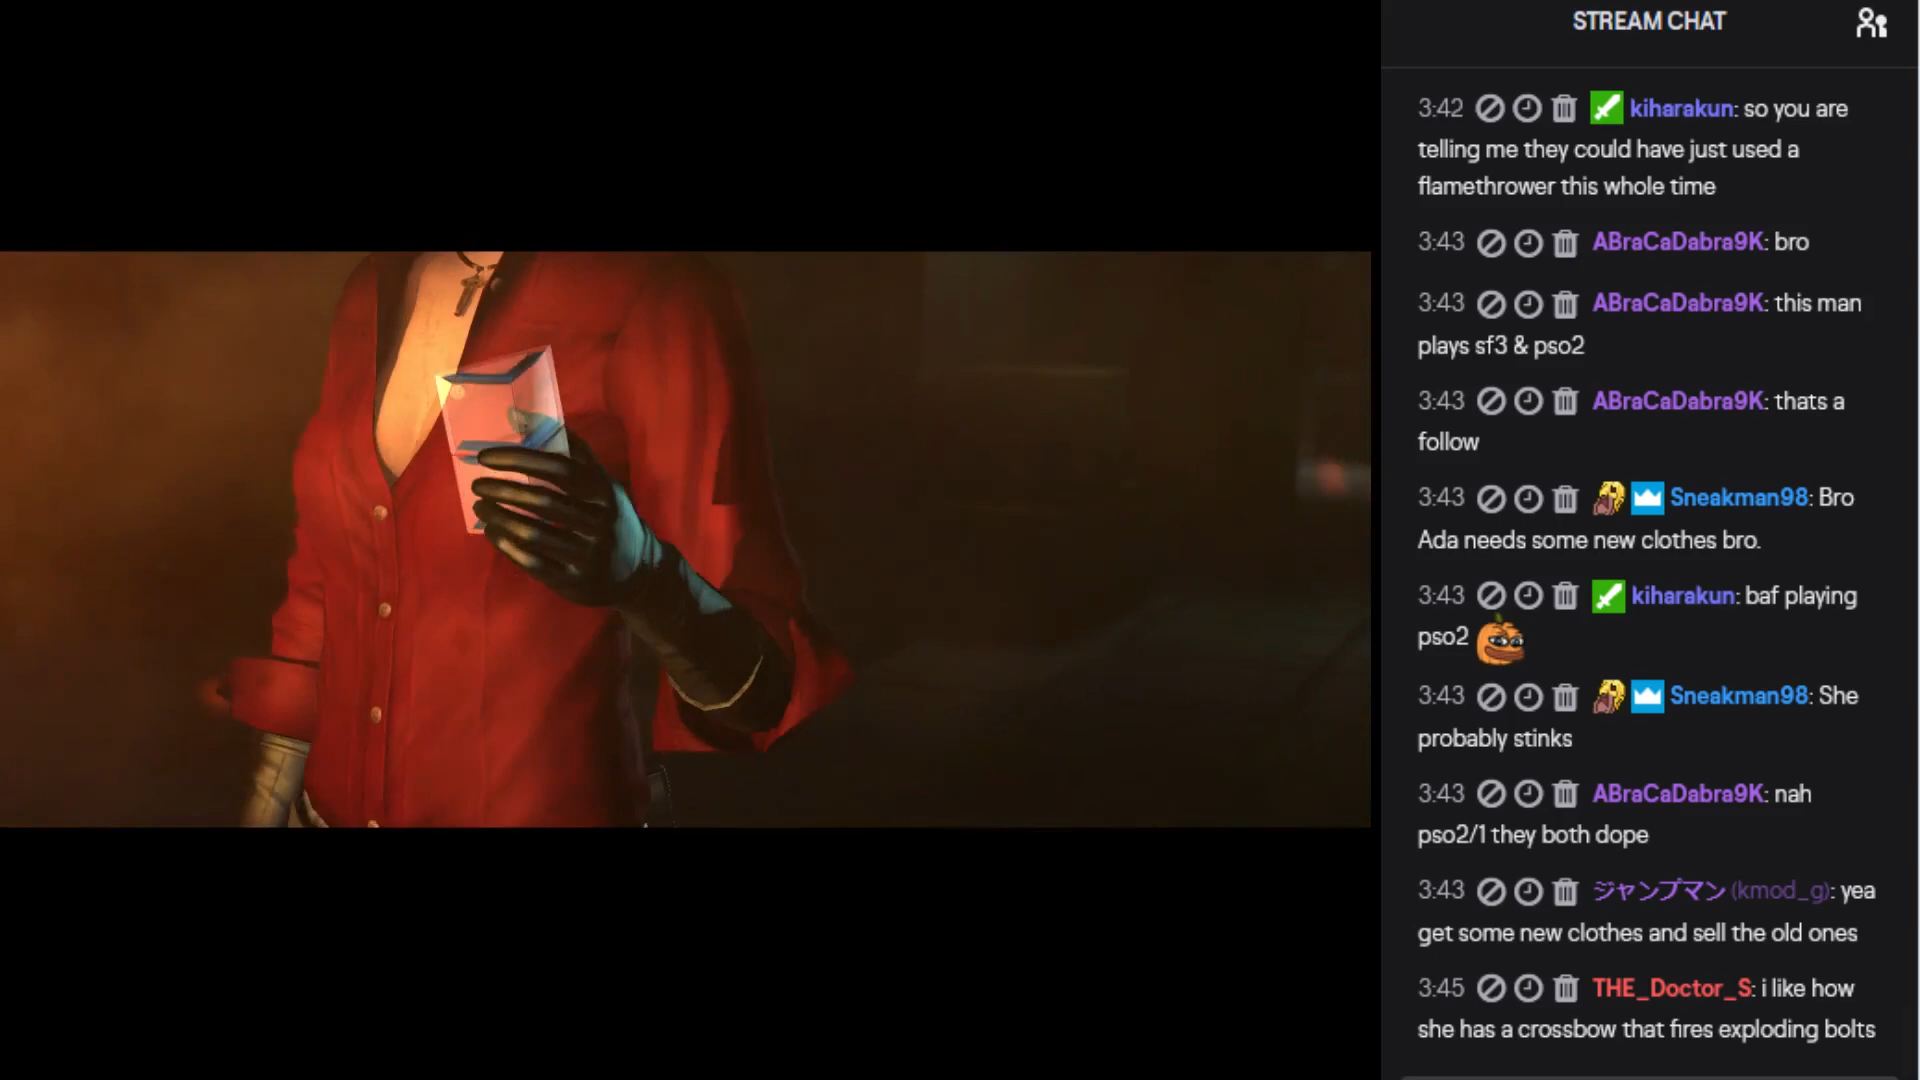 STREAM CHAT
3:42 kiharakun: so you are
telling me they could have just used a
flamethrower this whole time
3:43 ABraCaDabra9K: bro
3:43 ABraCaDabra9K: this man
plays sf3 & pso2
3:43 ABraCaDabra9K: thats a
follow
3:43 Sneakman98: Bro
Ada needs some new clothes bro.
3:43 kiharakun: baf playing
pso2
3:43 Sneakman98: She
probably stinks
3:43 ABraCaDabra9K: nah
pso2/1 they both dope
3:43 ジャンプマン (kmod_g): yea
get some new clothes and sell the old ones
3:45 THE_Doctor_S: i like how
she has a crossbow that fires exploding bolts